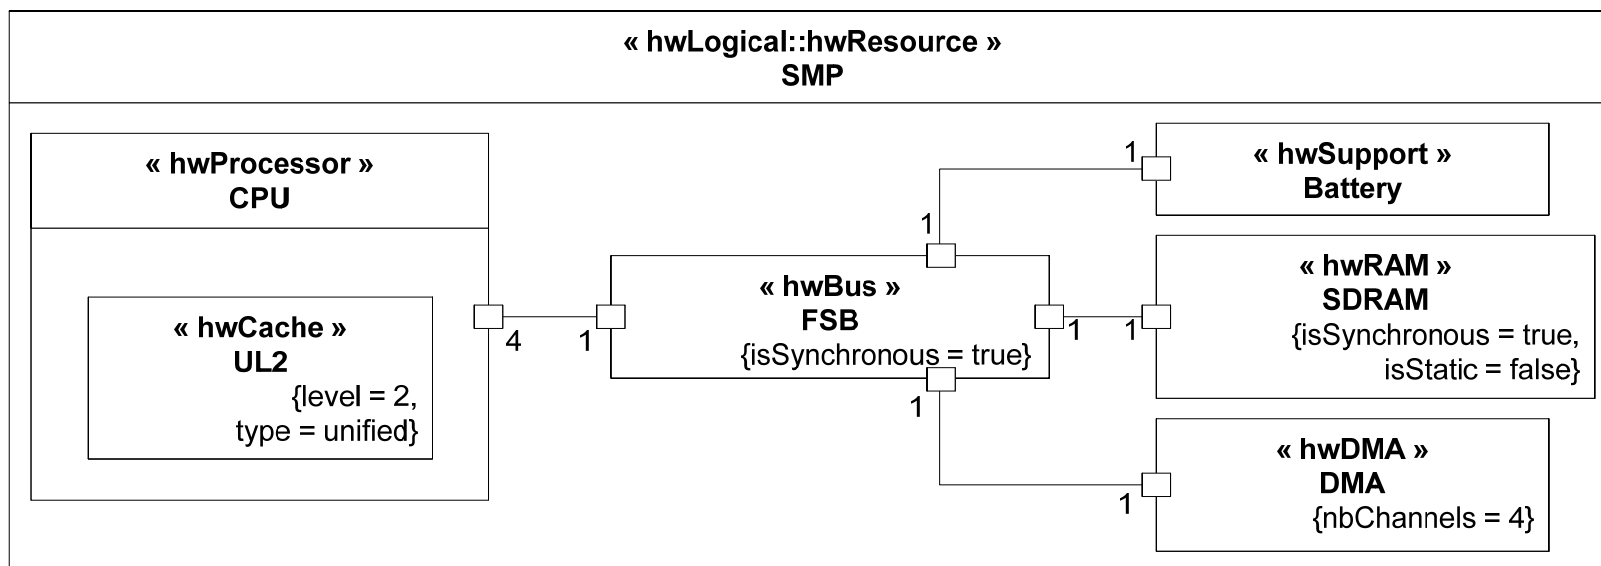 « hwLogical::hwResource »
SMP
« hwProcessor »
CPU
« hwCache »
UL2
{level = 2,
type = unified}
4
1
« hwBus »
FSB
{isSynchronous = true}
1
1
1
1
1
1
« hwSupport »
Battery
« hwRAM »
SDRAM
{isSynchronous = true,
isStatic = false}
« hwDMA »
DMA
{nbChannels = 4}